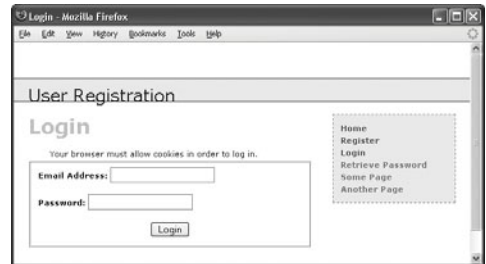 Login - Mozilla Firefox
File Edit View History Bookmarks Tools Help
User Registration
Login
Your browser must allow cookies in order to log in.
Email Address:
Password:
Login
Home
Register
Login
Retrieve Password
Some Page
Another Page